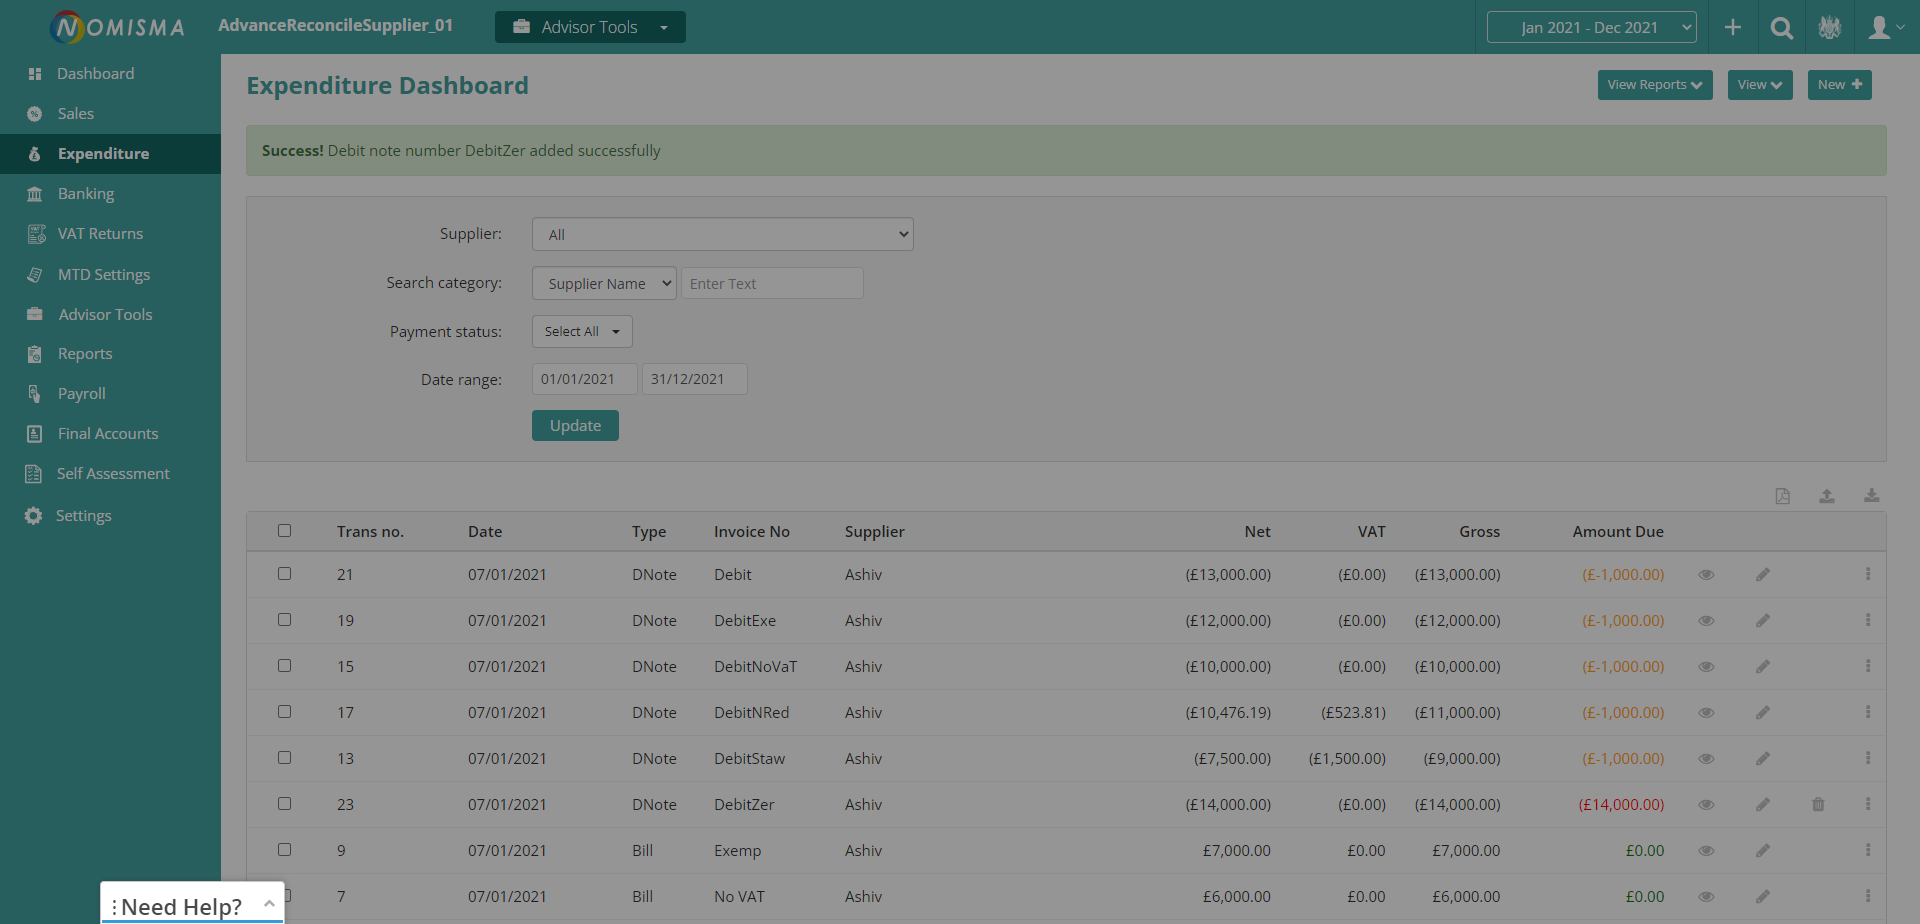 NOMISMA
AdvanceReconcileSupplier_01
Advisor Tools
Jan 2021 - Dec 2021
Dashboard
Sales
Expenditure
Banking
VAT Returns
MTD Settings
Advisor Tools
Reports
Payroll
Final Accounts
Self Assessment
Settings
Expenditure Dashboard
View Reports
View
New
Success! Debit note number DebitZer added successfully
Supplier: All
Search category: Supplier Name Enter Text
Payment status: Select All
Date range: 01/01/2021 31/12/2021
Update
Trans no. Date Type Invoice No Supplier Net VAT Gross Amount Due
21 07/01/2021 DNote Debit Ashiv (£13,000.00) (£0.00) (£13,000.00) (£-1,000.00)
19 07/01/2021 DNote DebitExe Ashiv (£12,000.00) (£0.00) (£12,000.00) (£-1,000.00)
15 07/01/2021 DNote DebitNoVaT Ashiv (£10,000.00) (£0.00) (£10,000.00) (£-1,000.00)
17 07/01/2021 DNote DebitNRed Ashiv (£10,476.19) (£523.81) (£11,000.00) (£-1,000.00)
13 07/01/2021 DNote DebitStaw Ashiv (£7,500.00) (£1,500.00) (£9,000.00) (£-1,000.00)
23 07/01/2021 DNote DebitZer Ashiv (£14,000.00) (£0.00) (£14,000.00) (£14,000.00)
9 07/01/2021 Bill Exemp Ashiv £7,000.00 £0.00 £7,000.00 £0.00
7 07/01/2021 Bill No VAT Ashiv £6,000.00 £0.00 £6,000.00 £0.00
Need Help?